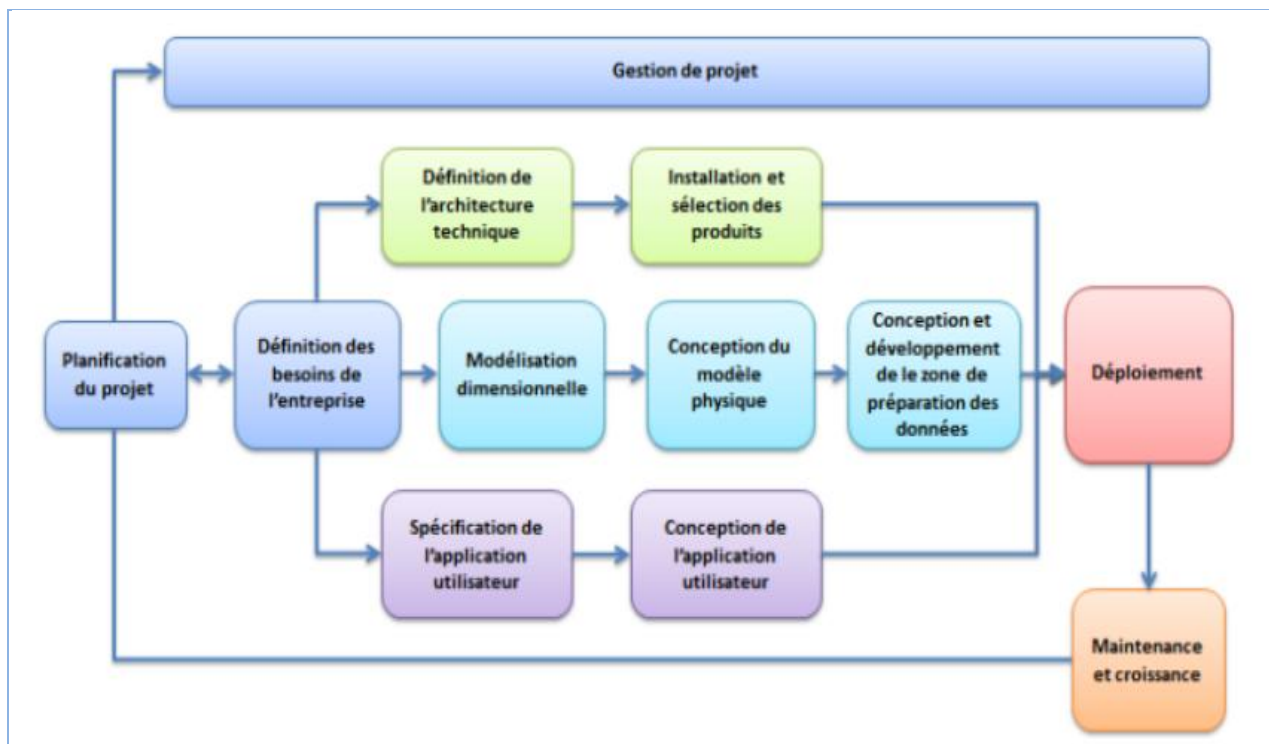 Gestion de projet
Définition de
l'architecture
technique
Installation et
sélection des
produits
Planification
du projet
Définition des
besoins de
l'entreprise
Modélisation
dimensionnelle
Conception du
modèle
physique
Conception et
développement
de le zone de
préparation des
données
Déploiement
Spécification de
l'application
utilisateur
Conception de
l'application
utilisateur
Maintenance
et croissance